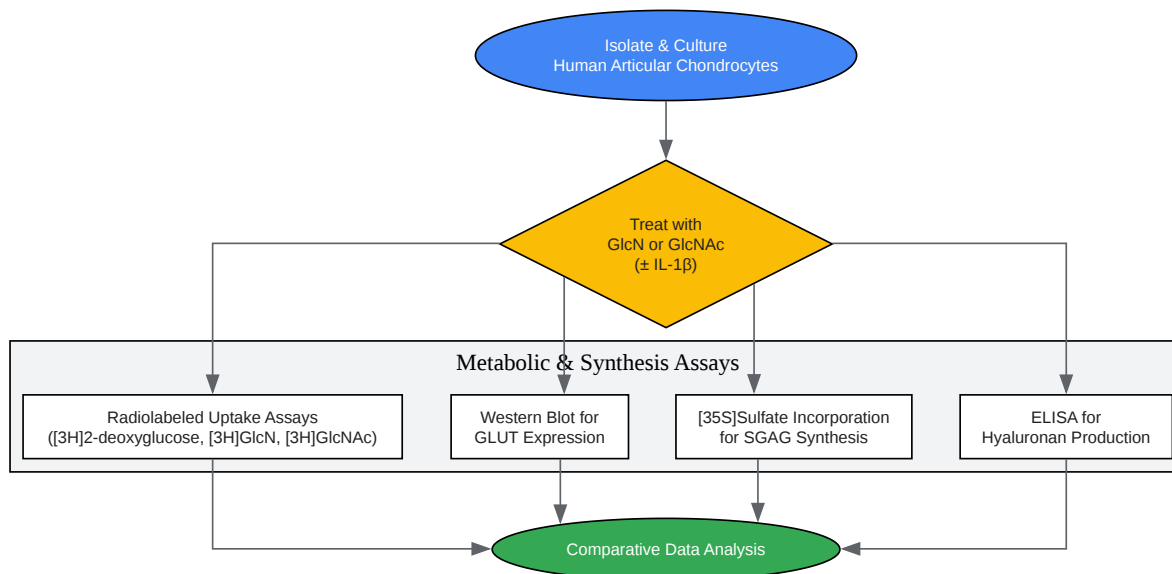 Isolate & Culture
Human Articular Chondrocytes
Treat with
GlcN or GlcNAc
(± IL-1β)
Metabolic & Synthesis Assays
Radiolabeled Uptake Assays
([3H]2-deoxyglucose, [3H]GlcN, [3H]GlcNAc)
Western Blot for
GLUT Expression
[35S]Sulfate Incorporation
for SGAG Synthesis
ELISA for
Hyaluronan Production
Comparative Data Analysis